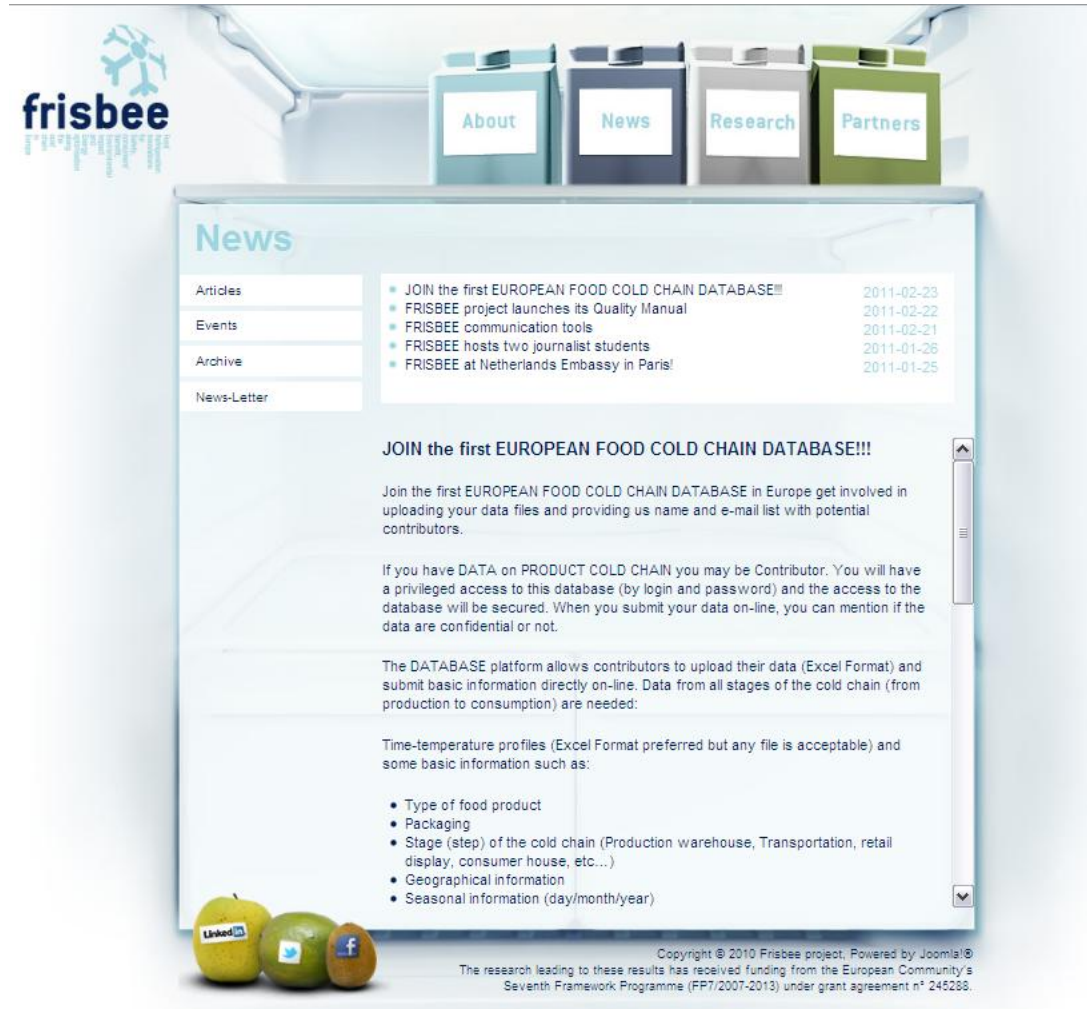 frisbee
About
News
Research
Partners
News
Articles
Events
Archive
News-Letter
JOIN the first EUROPEAN FOOD COLD CHAIN DATABASE!!! 2011-02-23
FRISBEE project launches its Quality Manual 2011-02-22
FRISBEE communication tools 2011-02-21
FRISBEE hosts two journalist students 2011-01-26
FRISBEE at Netherlands Embassy in Paris! 2011-01-25
JOIN the first EUROPEAN FOOD COLD CHAIN DATABASE!!!
Join the first EUROPEAN FOOD COLD CHAIN DATABASE in Europe get involved in
uploading your data files and providing us name and e-mail list with potential
contributors.
If you have DATA on PRODUCT COLD CHAIN you may be Contributor. You will have
a privileged access to this database (by login and password) and the access to the
database will be secured. When you submit your data on-line, you can mention if the
data are confidential or not.
The DATABASE platform allows contributors to upload their data (Excel Format) and
submit basic information directly on-line. Data from all stages of the cold chain (from
production to consumption) are needed:
Time-temperature profiles (Excel Format preferred but any file is acceptable) and
some basic information such as:
• Type of food product
• Packaging
• Stage (step) of the cold chain (Production warehouse, Transportation, retail
display, consumer house, etc...)
• Geographical information
• Seasonal information (day/month/year)
Linked in
f
Copyright © 2010 Frisbee project, Powered by Joomla!®
The research leading to these results has received funding from the European Community's
Seventh Framework Programme (FP7/2007-2013) under grant agreement n° 245288.